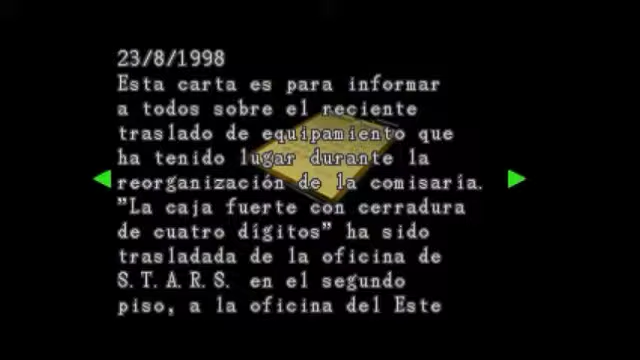 23/8/1998
Esta carta es para informar
a todos sobre el reciente
traslado de equipamiento que
ha tenido lugar durante la
reorganización de la comisaría.
"La caja fuerte con cerradura
de cuatro dígitos" ha sido
trasladada de la oficina de
S.T.A.R.S. en el segundo
piso, a la oficina del Este